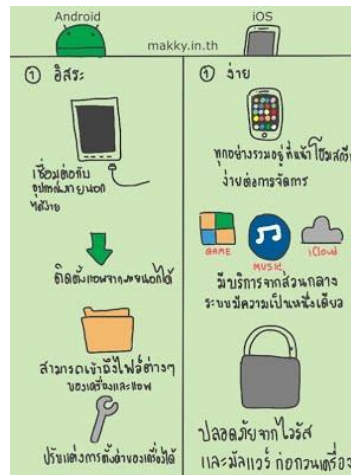 Android
iOS
makky.in.th
① อิสระ
เชื่อมต่อกับ
อุปกรณ์ภายนอก
ได้ง่าย
ติดตั้งแอพจากภายนอกได้
สามารถเข้าถึงไฟล์ต่างๆ
ของเครื่องและแอพ
ปรับแต่งการตั้งค่าของเครื่องได้
① ง่าย
ทุกอย่างรวมอยู่ที่หน้าโฮมสกรีน
ง่ายต่อการจัดการ
GAME
MUSIC
iCloud
มีบริการจากส่วนกลาง
ระบบมีความเป็นหนึ่งเดียว
ปลอดภัยจากไวรัส
และมัลแวร์ ก่อกวนเครื่อง